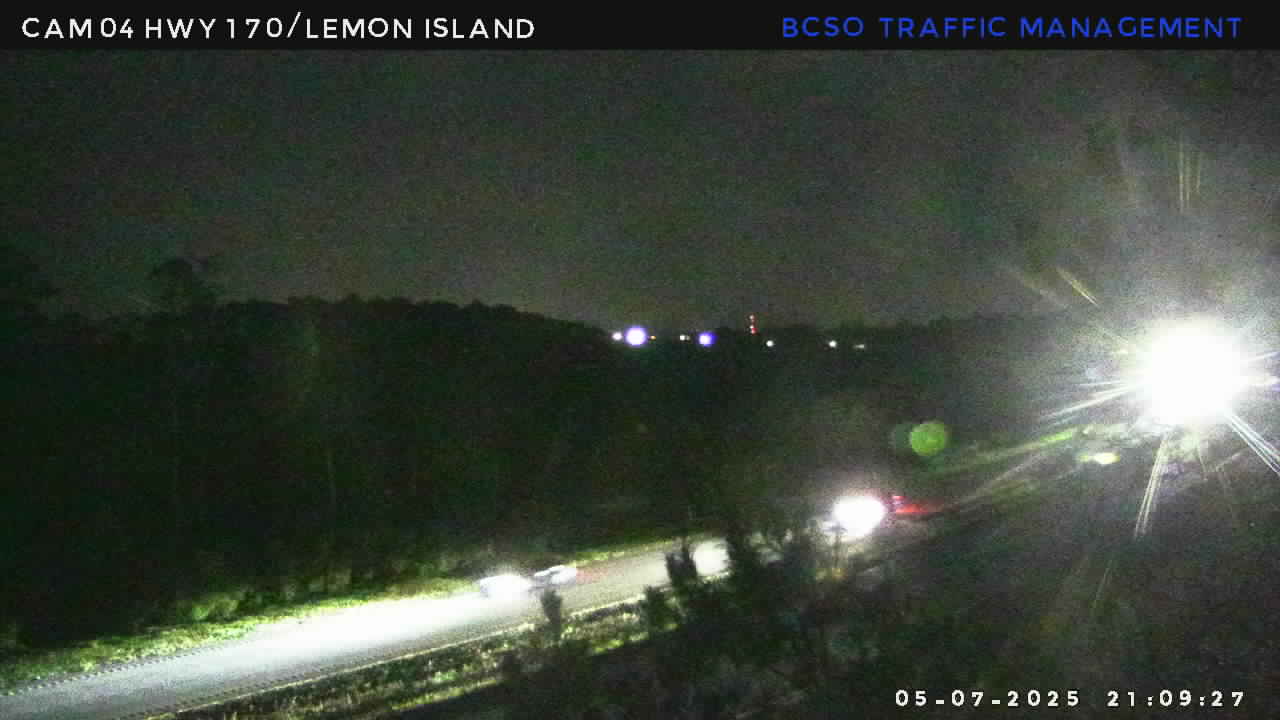 CAM04 HWY 170/LEMON ISLAND
BCSO TRAFFIC MANAGEMENT
05-07-2025 21:09:27